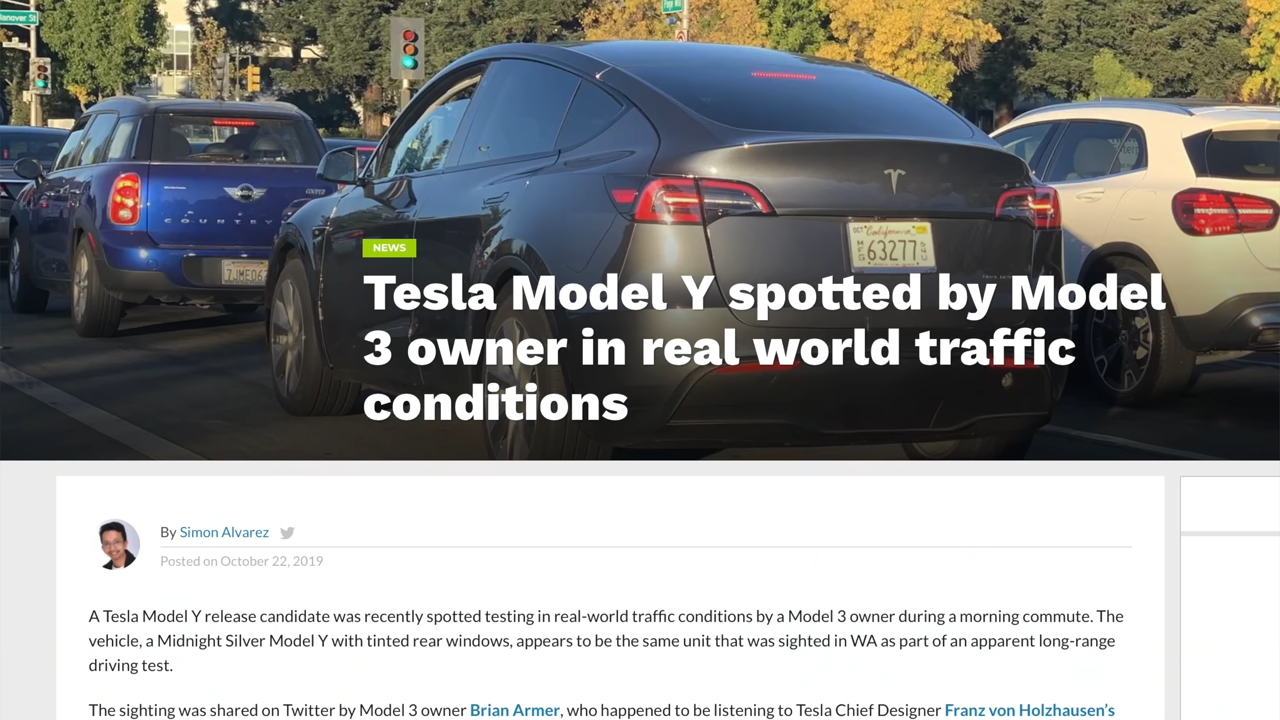 Hanover St
Page Mill
COOPER
COUNTRY
7JME06
OCT California
MFG 63277
NEWS
Tesla Model Y spotted by Model
3 owner in real world traffic
conditions
By Simon Alvarez
Posted on October 22, 2019
A Tesla Model Y release candidate was recently spotted testing in real-world traffic conditions by a Model 3 owner during a morning commute. The
vehicle, a Midnight Silver Model Y with tinted rear windows, appears to be the same unit that was sighted in WA as part of an apparent long-range
driving test.
The sighting was shared on Twitter by Model 3 owner Brian Armer, who happened to be listening to Tesla Chief Designer Franz von Holzhausen's